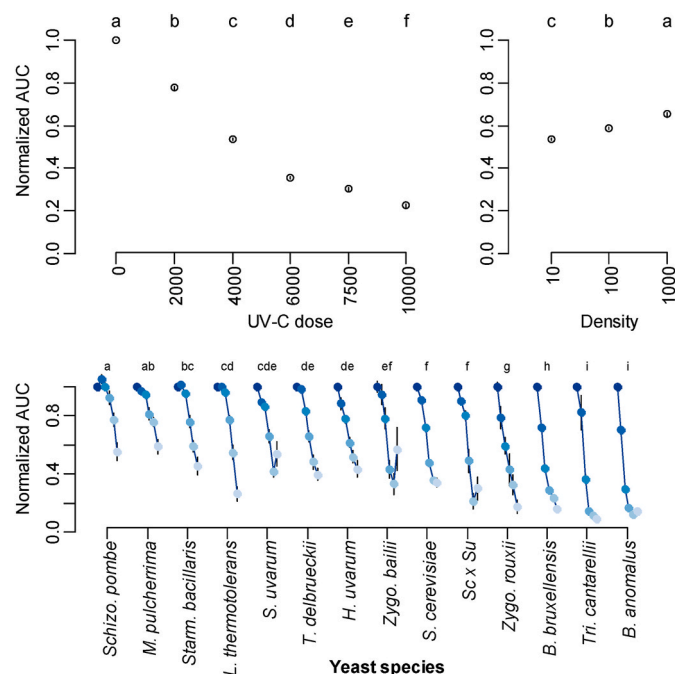 a b c d e f
c b a
Normalized AUC
1.0
0.8
0.6
0.4
0.2
0.0
0 2000 4000 6000 7500 10000
UV-C dose
Normalized AUC
1.0
0.8
0.6
0.4
0.2
0.0
10 100 1000
Density
a ab bc cd cde de de ef f f g h i i
Normalized AUC
0.8
0.4
0.0
Schizo. pombe
M. pulcherrima
Starm. bacillaris
L. thermotolerans
S. uvarum
T. delbrueckii
H. uvarum
Zygo. bailii
S. cerevisiae
Sc x Su
Zygo. rouxii
B. bruxellensis
Tri. cantarellii
B. anomalus
Yeast species